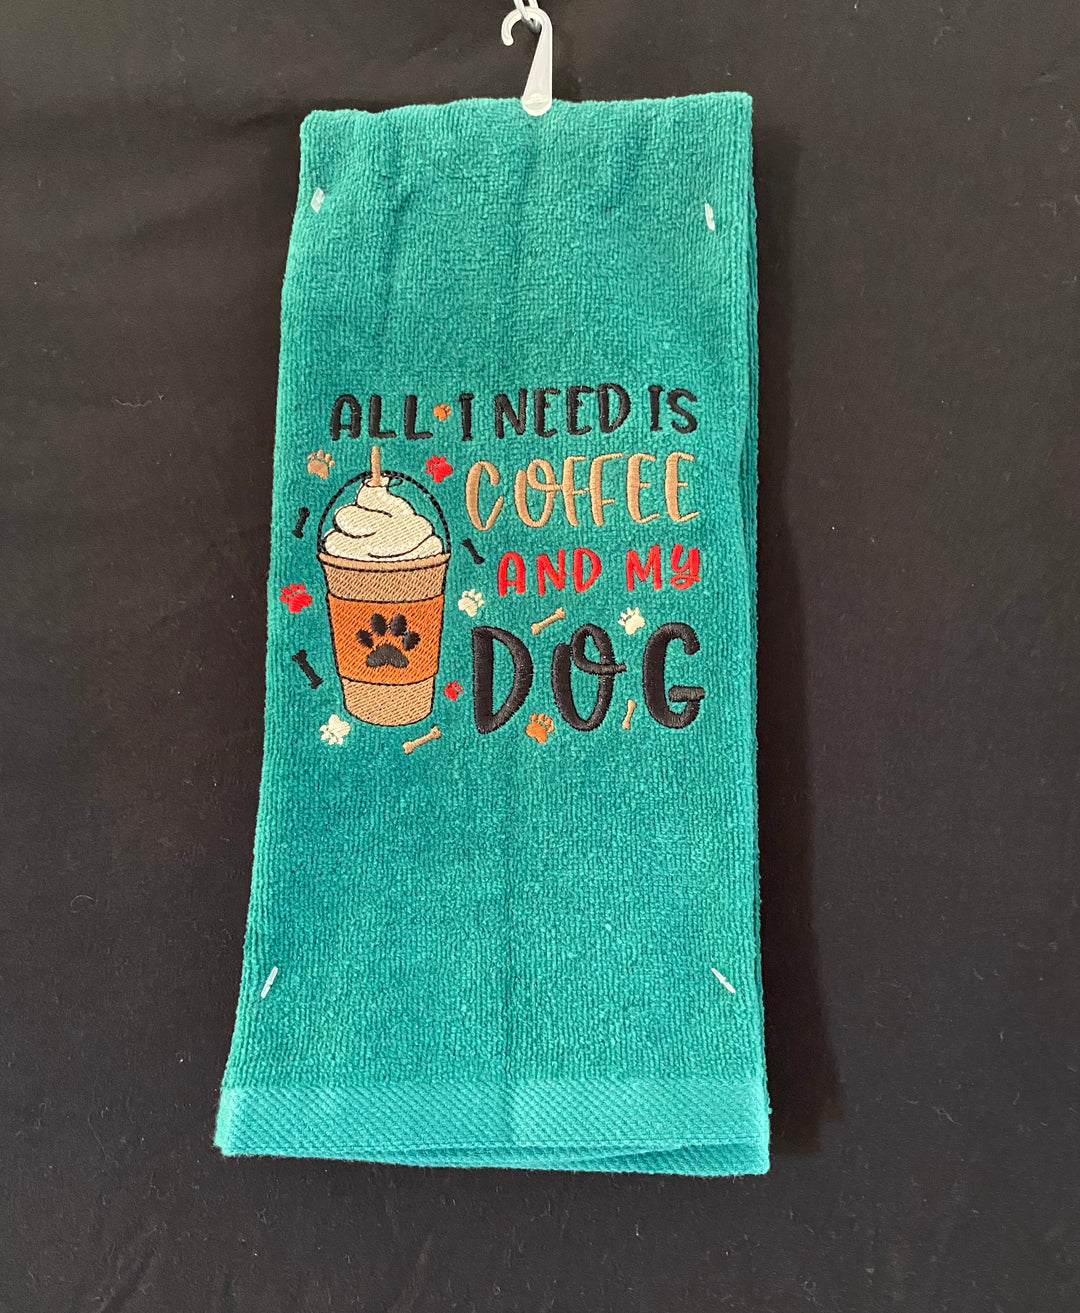 ALL I NEED IS
COFFEE
AND MY
DOG